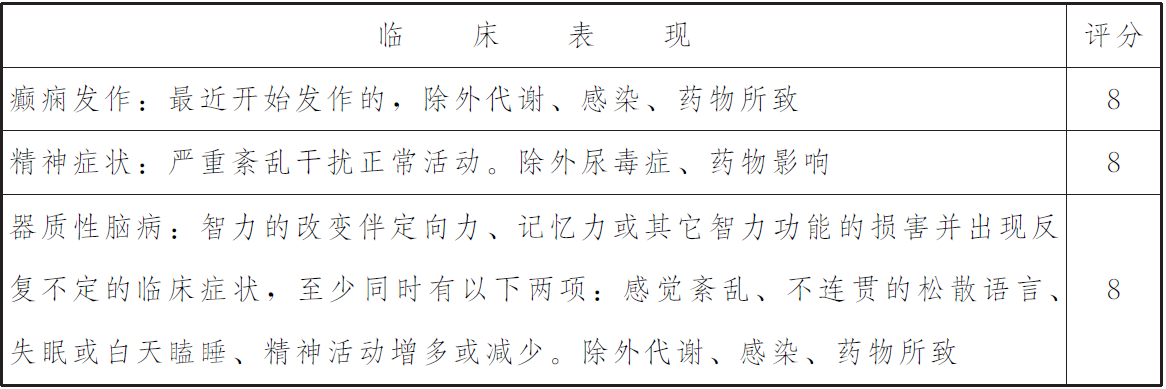 临床表现 评分
癫痫发作：最近开始发作的，除外代谢、感染、药物所致 8
精神症状：严重紊乱干扰正常活动。除外尿毒症、药物影响 8
器质性脑病：智力的改变伴定向力、记忆力或其它智力功能的损害并出现反
复不定的临床症状，至少同时有以下两项：感觉紊乱、不连贯的松散语言、 8
失眠或白天瞌睡、精神活动增多或减少。除外代谢、感染、药物所致